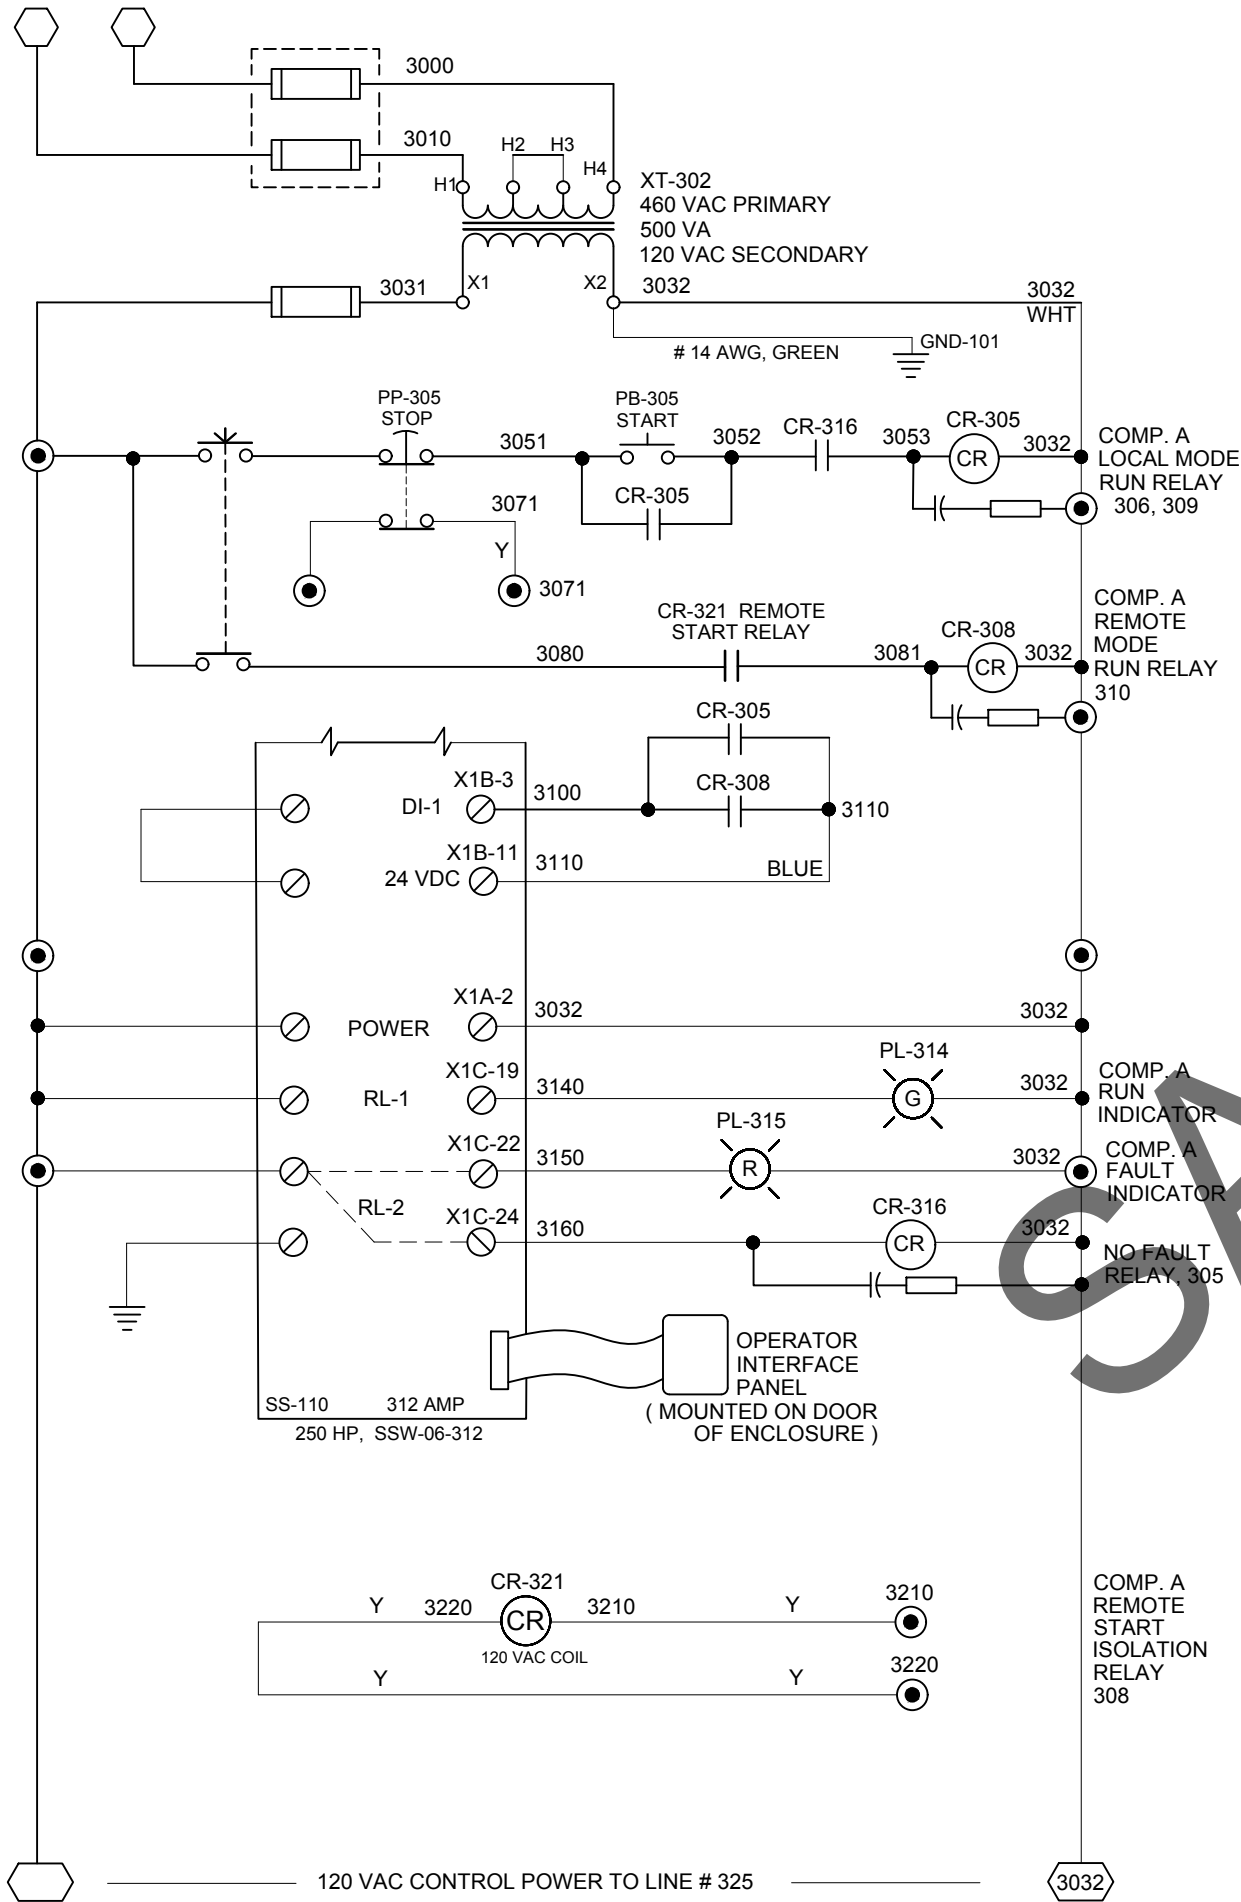 3000
3010
H1
H2
H3
H4
XT-302
460 VAC PRIMARY
500 VA
120 VAC SECONDARY
3031
X1
X2
3032
3032
WHT
# 14 AWG, GREEN
GND-101
PP-305
STOP
3051
PB-305
START
3052
CR-316
3053
CR-305
CR
3032
COMP. A
LOCAL MODE
RUN RELAY
306, 309
CR-305
3071
Y
3071
CR-321 REMOTE
START RELAY
3080
3081
CR-308
CR
3032
COMP. A
REMOTE
MODE
RUN RELAY
310
CR-305
X1B-3
DI-1
3100
CR-308
3110
X1B-11
24 VDC
3110
BLUE
X1A-2
POWER
3032
3032
X1C-19
RL-1
3140
PL-314
G
3032
COMP. A
RUN
INDICATOR
X1C-22
3150
PL-315
R
3032
COMP. A
FAULT
INDICATOR
RL-2
X1C-24
3160
CR-316
CR
3032
NO FAULT
RELAY, 305
OPERATOR
INTERFACE
PANEL
( MOUNTED ON DOOR
OF ENCLOSURE )
SS-110 312 AMP
250 HP, SSW-06-312
CR-321
Y 3220 CR 3210 Y 3210
120 VAC COIL
Y Y 3220
COMP. A
REMOTE
START
ISOLATION
RELAY
308
120 VAC CONTROL POWER TO LINE # 325
3032
SA